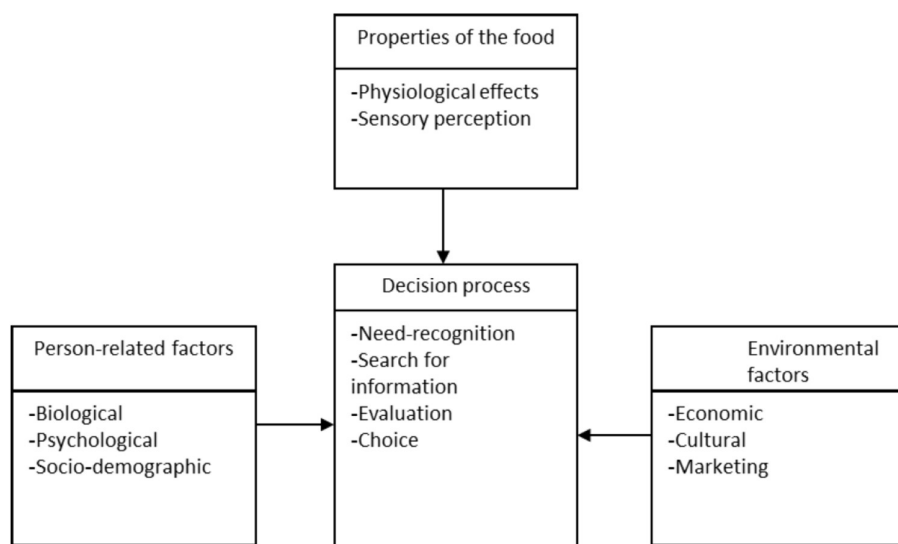 Properties of the food
-Physiological effects
-Sensory perception
Decision process
-Need-recognition
-Search for
information
-Evaluation
-Choice
Person-related factors
-Biological
-Psychological
-Socio-demographic
Environmental
factors
-Economic
-Cultural
-Marketing